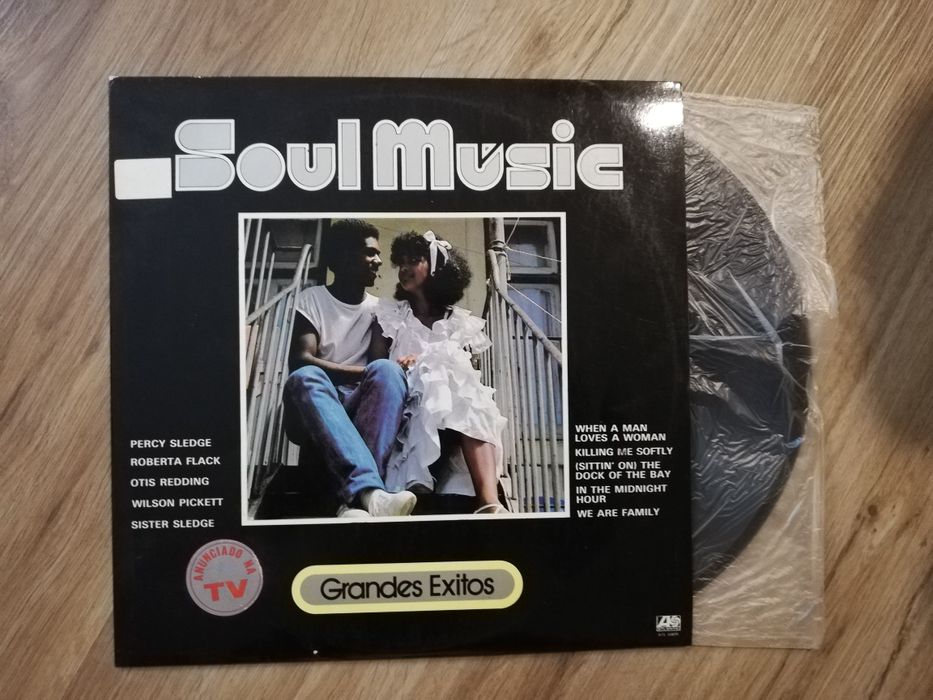 Soul Music
PERCY SLEDGE
ROBERTA FLACK
OTIS REDDING
WILSON PICKETT
SISTER SLEDGE
WHEN A MAN
LOVES A WOMAN
KILLING ME SOFTLY
(SITTIN' ON) THE
DOCK OF THE BAY
IN THE MIDNIGHT
HOUR
WE ARE FAMILY
ANUNCIADO NA
TV
Grandes Exitos